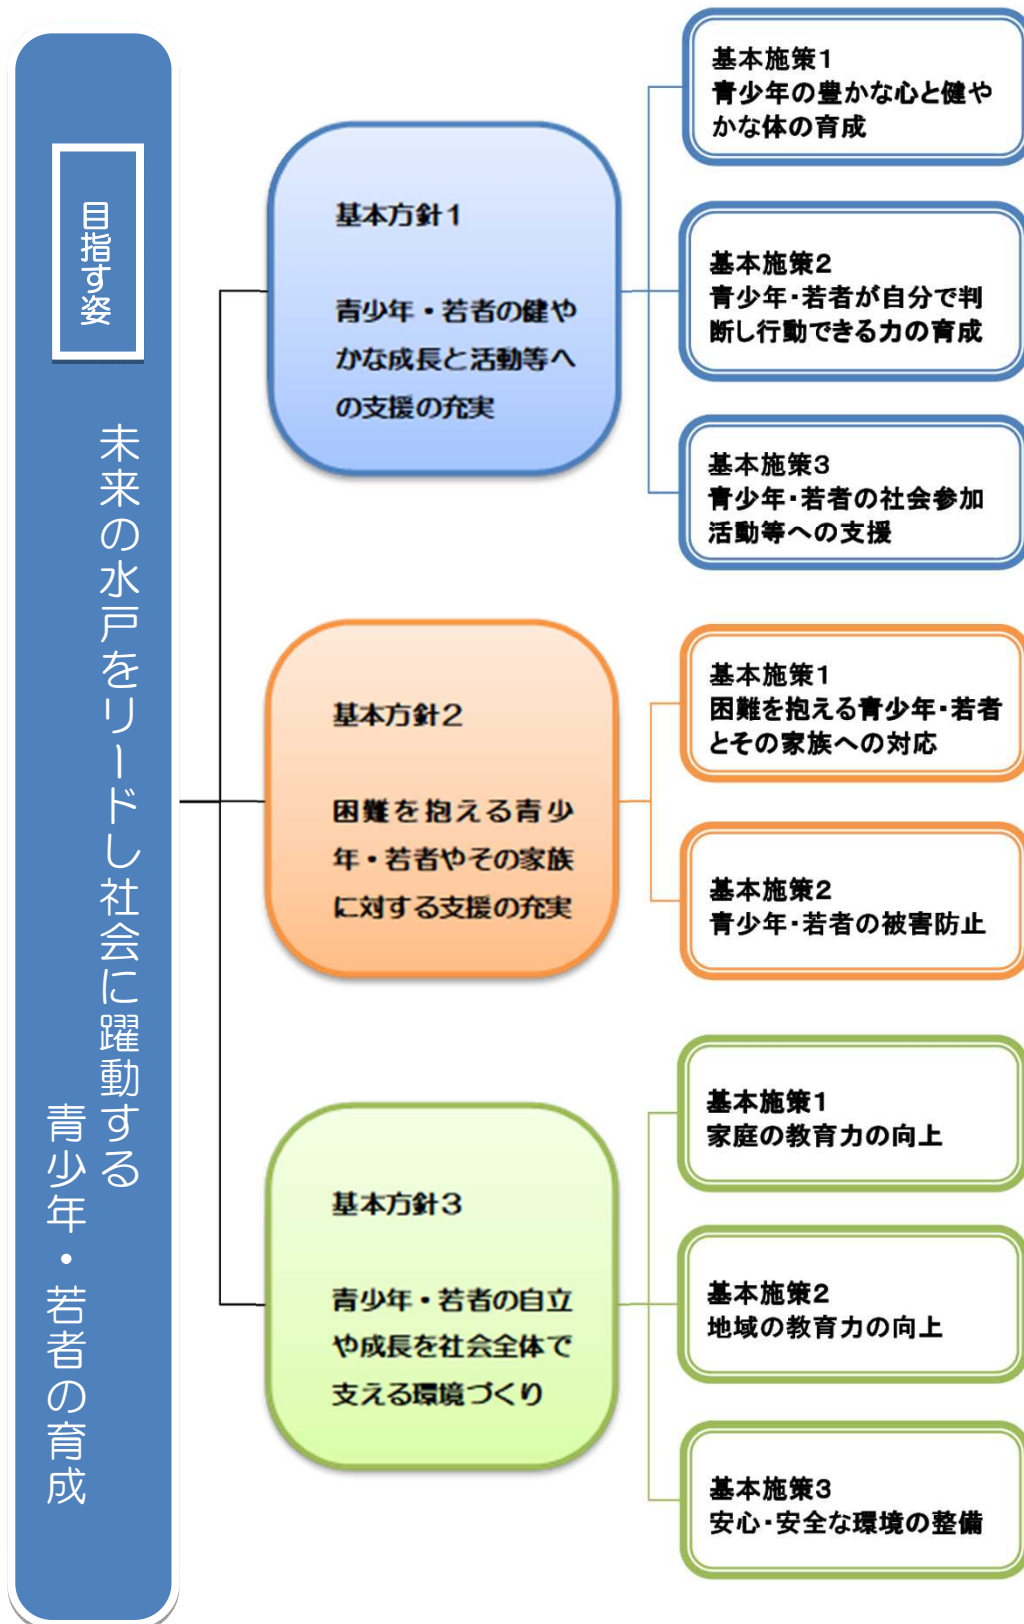 目指す姿
未来の水戸をリードし社会に躍動する
青少年・若者の育成
基本方針1
青少年・若者の健や
かな成長と活動等へ
の支援の充実
基本施策1
青少年の豊かな心と健や
かな体の育成
基本施策2
青少年・若者が自分で判
断し行動できる力の育成
基本施策3
青少年・若者の社会参加
活動等への支援
基本方針2
困難を抱える青少
年・若者やその家族
に対する支援の充実
基本施策1
困難を抱える青少年・若者
とその家族への対応
基本施策2
青少年・若者の被害防止
基本方針3
青少年・若者の自立
や成長を社会全体で
支える環境づくり
基本施策1
家庭の教育力の向上
基本施策2
地域の教育力の向上
基本施策3
安心・安全な環境の整備